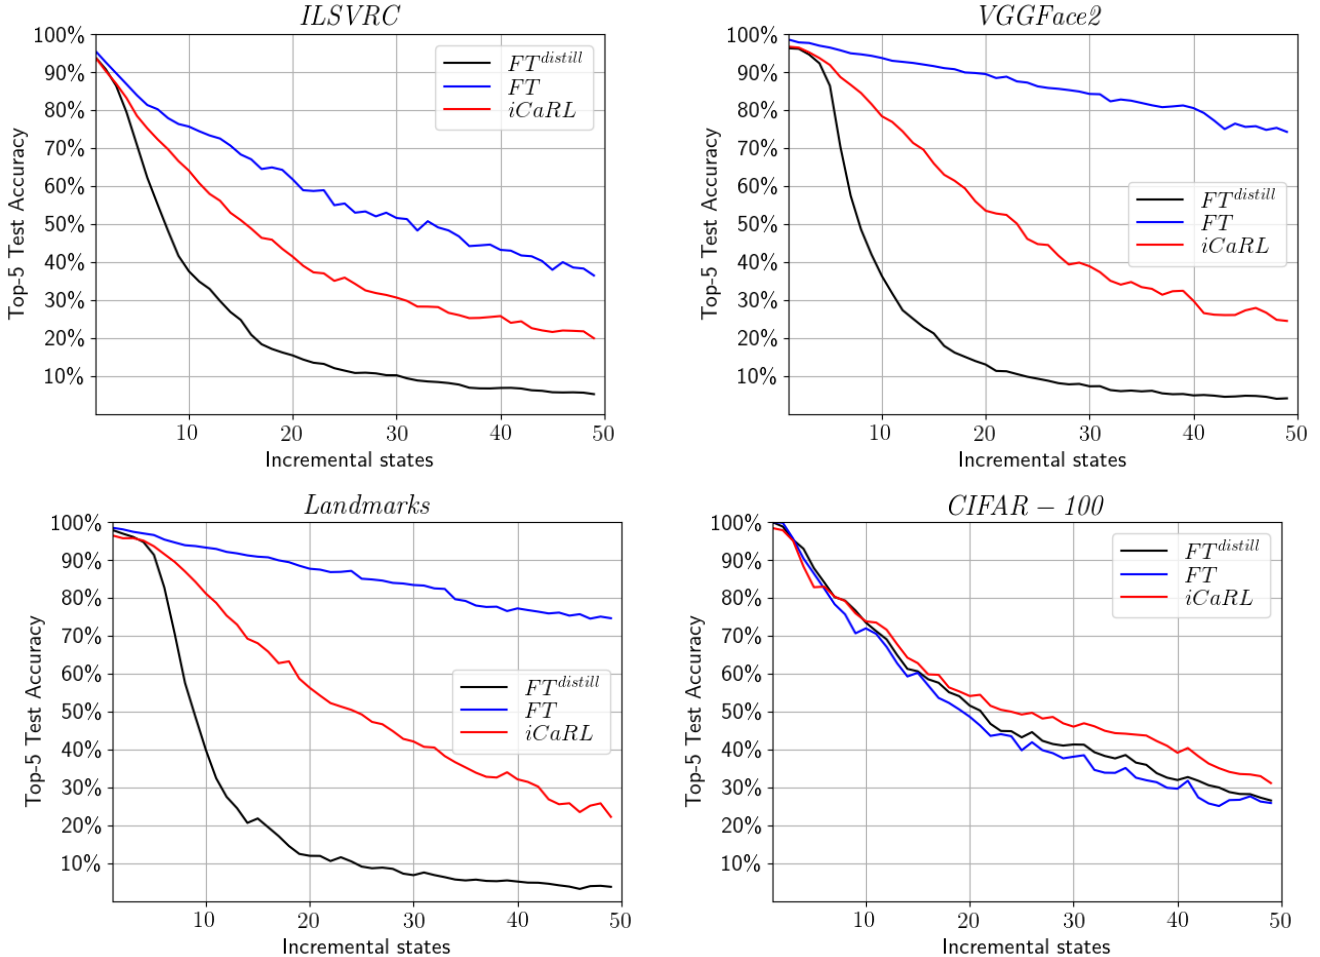 ILSVRC
100%
90%
80%
70%
60%
50%
40%
30%
20%
10%
Top-5 Test Accuracy
FT^distill
FT
iCaRL
10 20 30 40 50
Incremental states
VGGFace2
100%
90%
80%
70%
60%
50%
40%
30%
20%
10%
Top-5 Test Accuracy
FT^distill
FT
iCaRL
10 20 30 40 50
Incremental states
Landmarks
100%
90%
80%
70%
60%
50%
40%
30%
20%
10%
Top-5 Test Accuracy
FT^distill
FT
iCaRL
10 20 30 40 50
Incremental states
CIFAR – 100
100%
90%
80%
70%
60%
50%
40%
30%
20%
10%
Top-5 Test Accuracy
FT^distill
FT
iCaRL
10 20 30 40 50
Incremental states